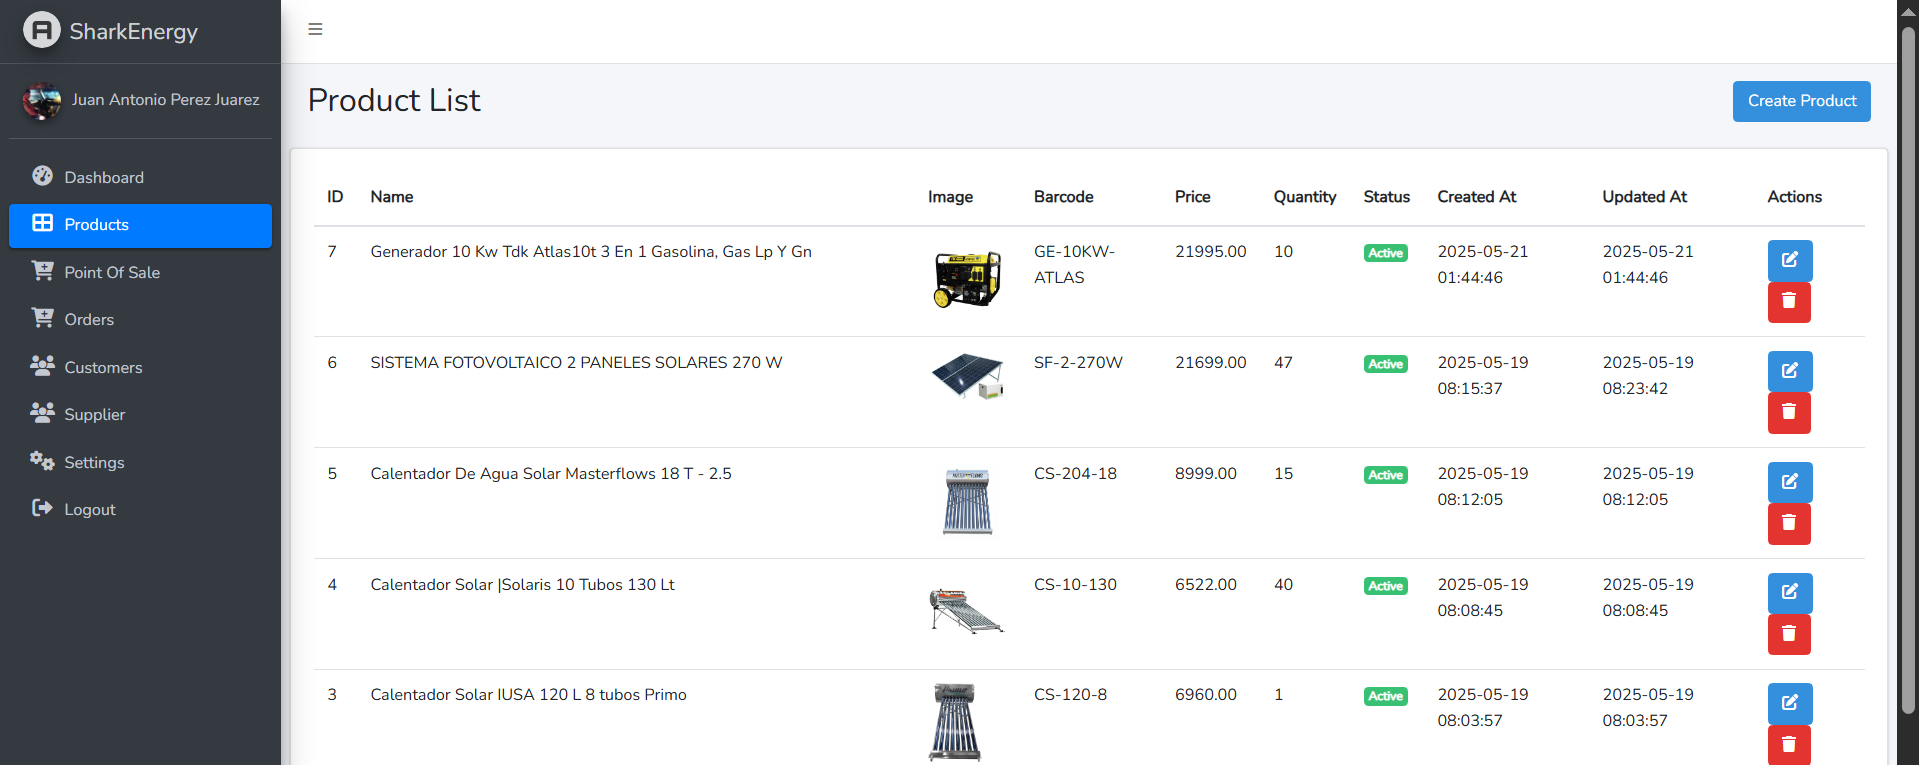 SharkEnergy
Juan Antonio Perez Juarez
Dashboard
Products
Point Of Sale
Orders
Customers
Supplier
Settings
Logout
Product List
Create Product
ID Name Image Barcode Price Quantity Status Created At Updated At Actions
7 Generador 10 Kw Tdk Atlas10t 3 En 1 Gasolina, Gas Lp Y Gn GE-10KW- 21995.00 10 Active 2025-05-21 2025-05-21
ATLAS 01:44:46 01:44:46
6 SISTEMA FOTOVOLTAICO 2 PANELES SOLARES 270 W SF-2-270W 21699.00 47 Active 2025-05-19 2025-05-19
08:15:37 08:23:42
5 Calentador De Agua Solar Masterflows 18 T - 2.5 CS-204-18 8999.00 15 Active 2025-05-19 2025-05-19
08:12:05 08:12:05
4 Calentador Solar |Solaris 10 Tubos 130 Lt CS-10-130 6522.00 40 Active 2025-05-19 2025-05-19
08:08:45 08:08:45
3 Calentador Solar IUSA 120 L 8 tubos Primo CS-120-8 6960.00 1 Active 2025-05-19 2025-05-19
08:03:57 08:03:57